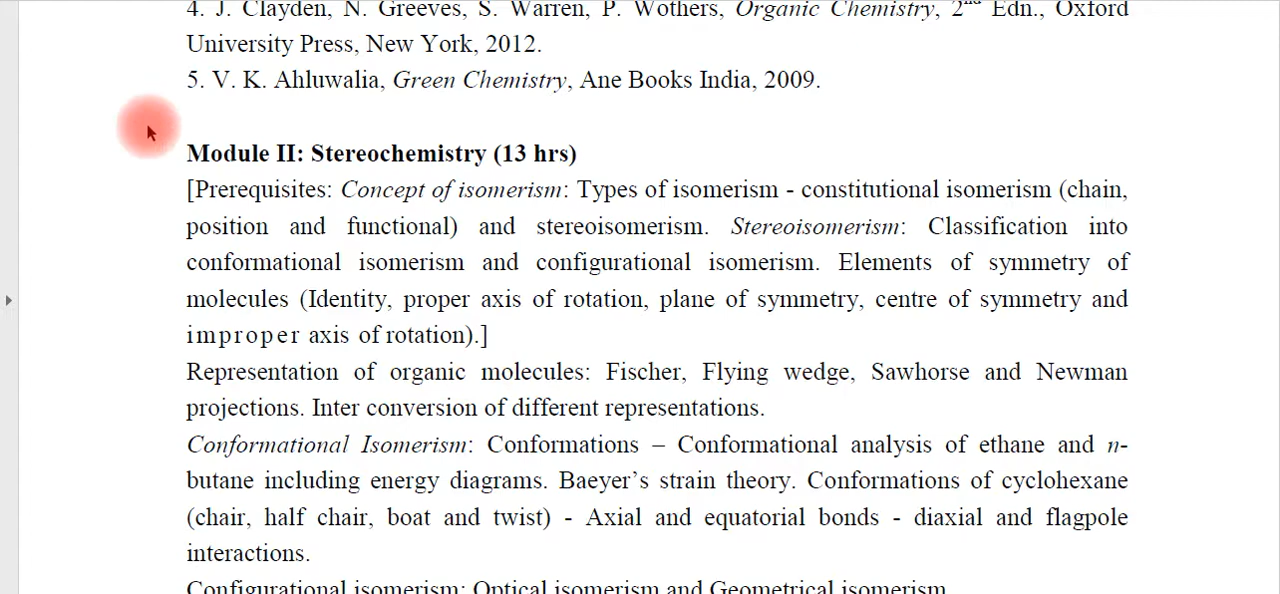 4. J. Clayden, N. Greeves, S. Warren, P. Wothers, Organic Chemistry, 2nd Edn., Oxford
University Press, New York, 2012.
5. V. K. Ahluwalia, Green Chemistry, Ane Books India, 2009.
Module II: Stereochemistry (13 hrs)
[Prerequisites: Concept of isomerism: Types of isomerism - constitutional isomerism (chain,
position and functional) and stereoisomerism. Stereoisomerism: Classification into
conformational isomerism and configurational isomerism. Elements of symmetry of
molecules (Identity, proper axis of rotation, plane of symmetry, centre of symmetry and
improper axis of rotation).]
Representation of organic molecules: Fischer, Flying wedge, Sawhorse and Newman
projections. Inter conversion of different representations.
Conformational Isomerism: Conformations – Conformational analysis of ethane and n-
butane including energy diagrams. Baeyer’s strain theory. Conformations of cyclohexane
(chair, half chair, boat and twist) - Axial and equatorial bonds - diaxial and flagpole
interactions.
Configurational isomerism: Optical isomerism and Geometrical isomerism.